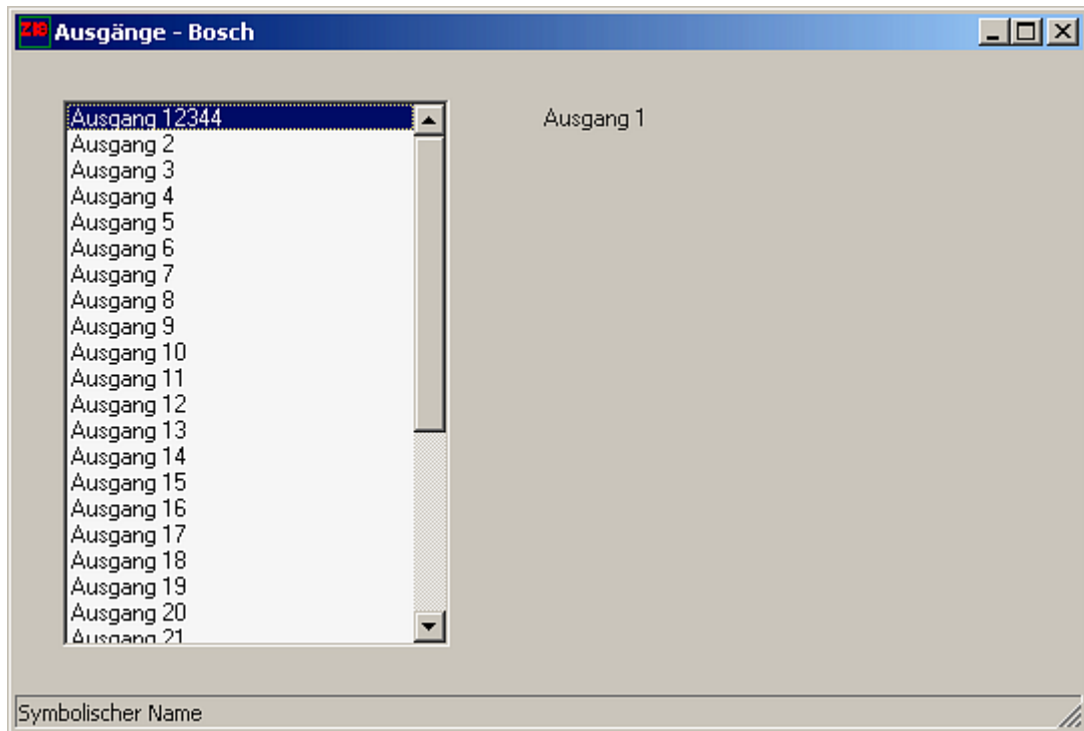 ZIB Ausgänge - Bosch
Ausgang 12344
Ausgang 1
Ausgang 2
Ausgang 3
Ausgang 4
Ausgang 5
Ausgang 6
Ausgang 7
Ausgang 8
Ausgang 9
Ausgang 10
Ausgang 11
Ausgang 12
Ausgang 13
Ausgang 14
Ausgang 15
Ausgang 16
Ausgang 17
Ausgang 18
Ausgang 19
Ausgang 20
Ausgang 21
Symbolischer Name